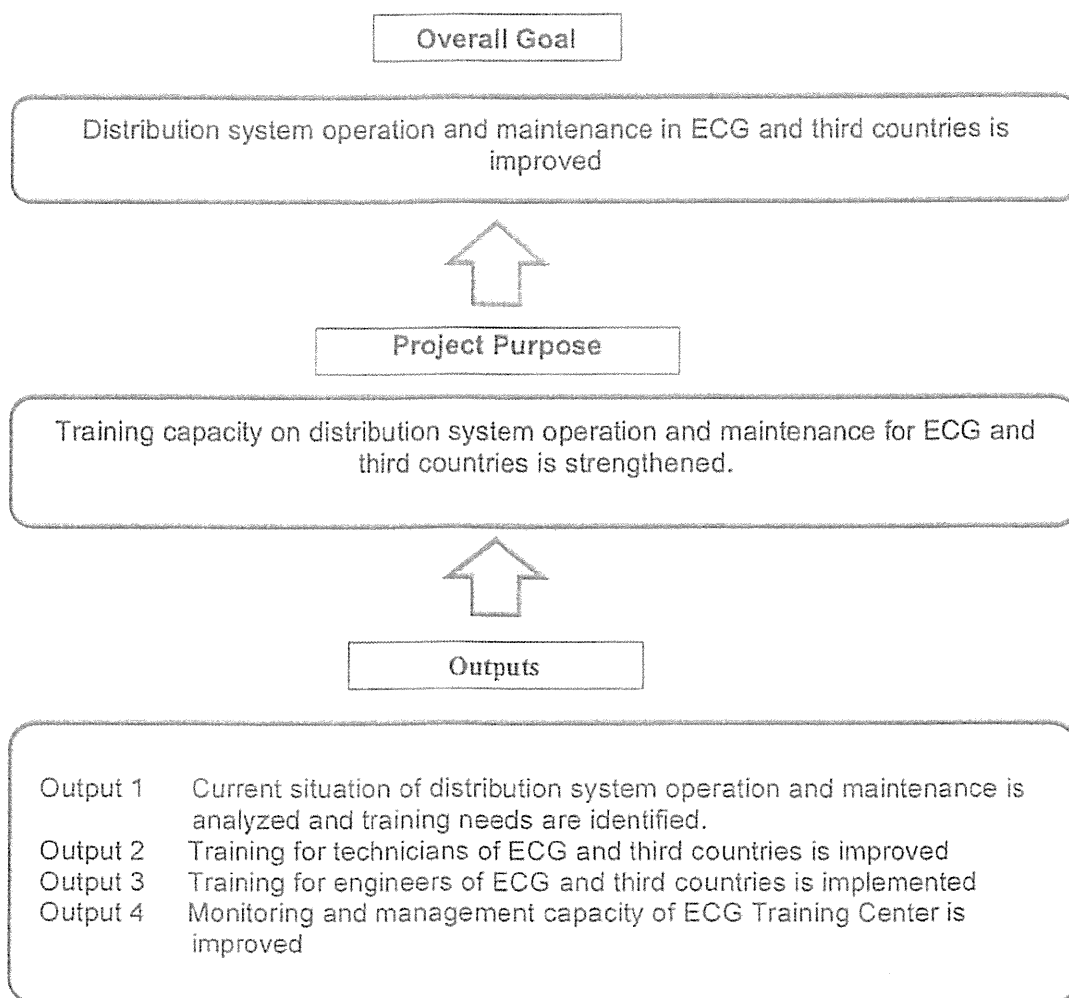 Overall Goal
Distribution system operation and maintenance in ECG and third countries is
improved
Project Purpose
Training capacity on distribution system operation and maintenance for ECG and
third countries is strengthened.
Outputs
Output 1 Current situation of distribution system operation and maintenance is
analyzed and training needs are identified.
Output 2 Training for technicians of ECG and third countries is improved
Output 3 Training for engineers of ECG and third countries is implemented
Output 4 Monitoring and management capacity of ECG Training Center is
improved